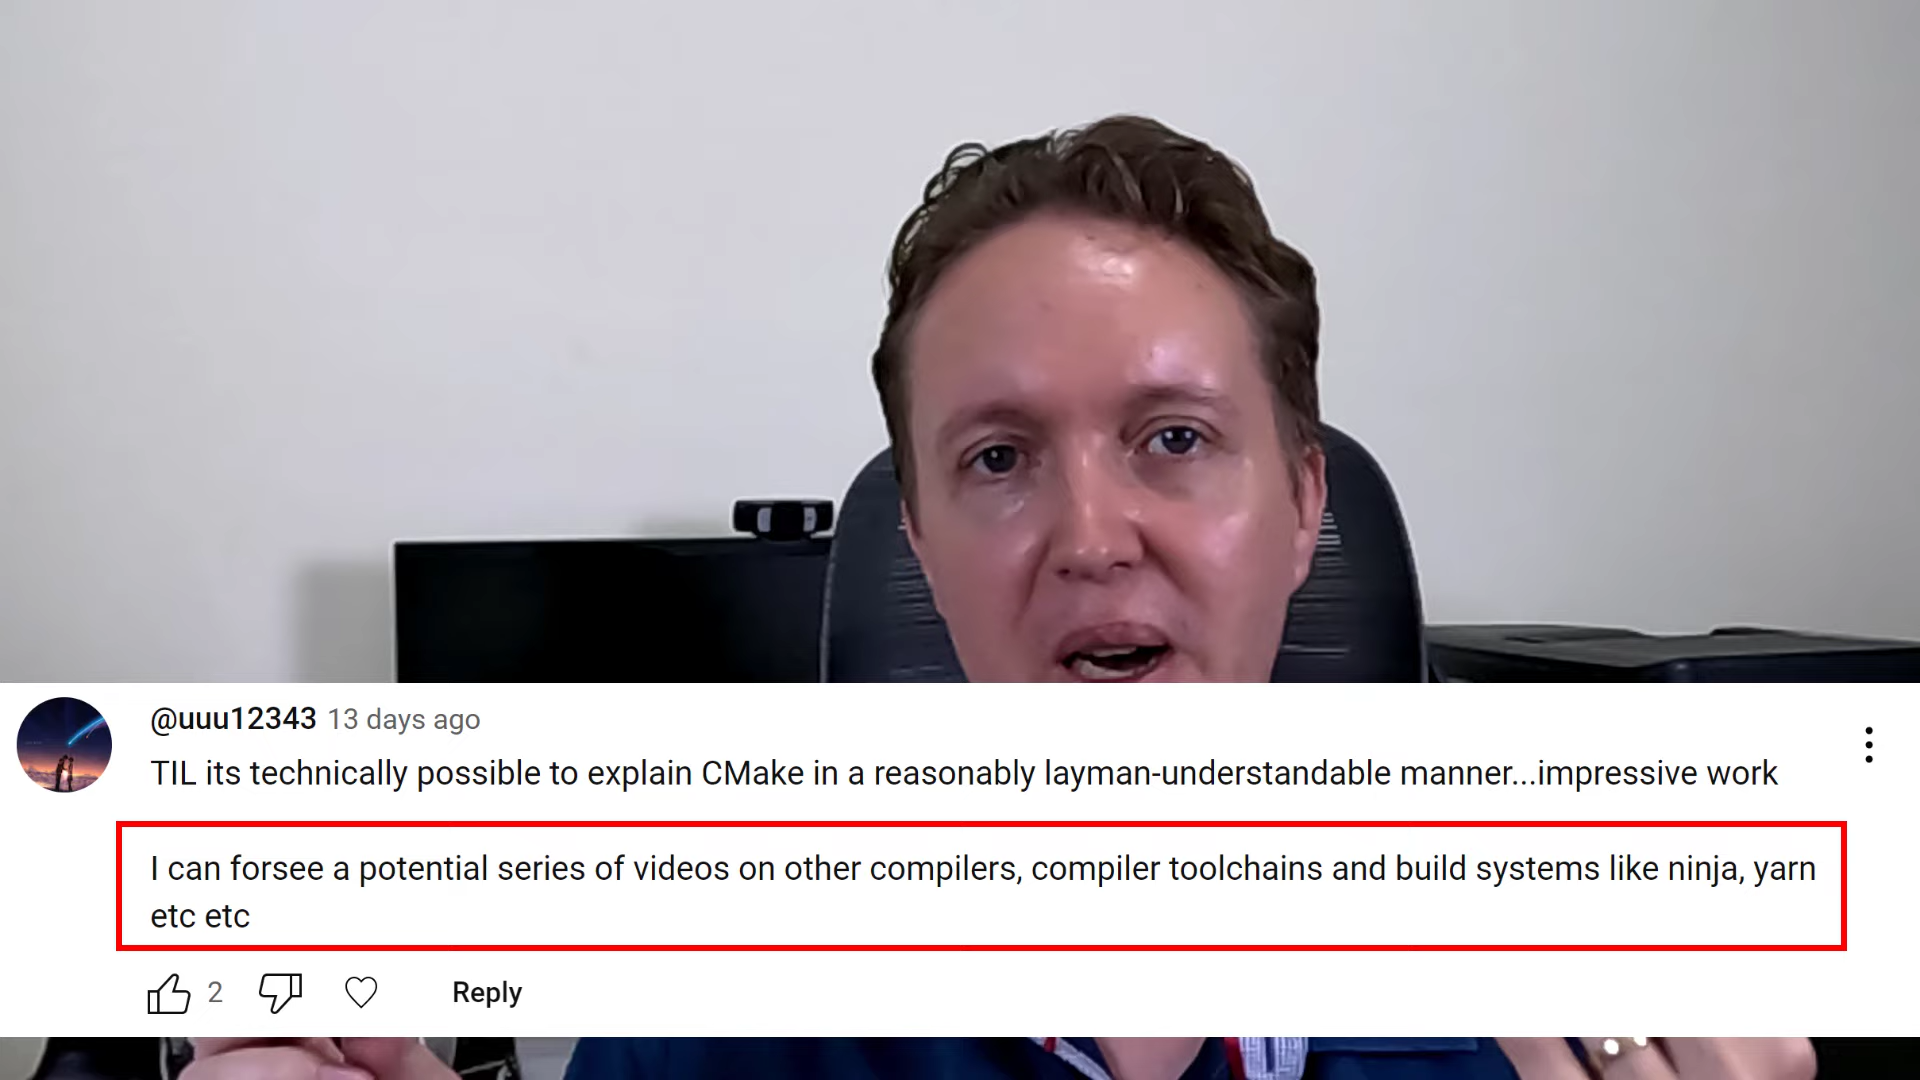 @uuu12343 13 days ago
TIL its technically possible to explain CMake in a reasonably layman-understandable manner...impressive work
I can forsee a potential series of videos on other compilers, compiler toolchains and build systems like ninja, yarn
etc etc
2 Reply